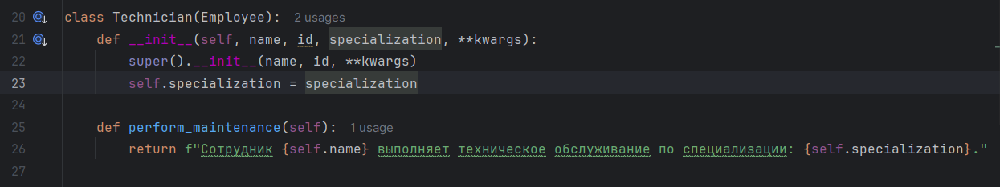 20 class Technician(Employee): 2 usages
21 def __init__(self, name, id, specialization, **kwargs):
22 super().__init__(name, id, **kwargs)
23 self.specialization = specialization
24
25 def perform_maintenance(self): 1 usage
26 return f"Сотрудник {self.name} выполняет техническое обслуживание по специализации: {self.specialization}."
27